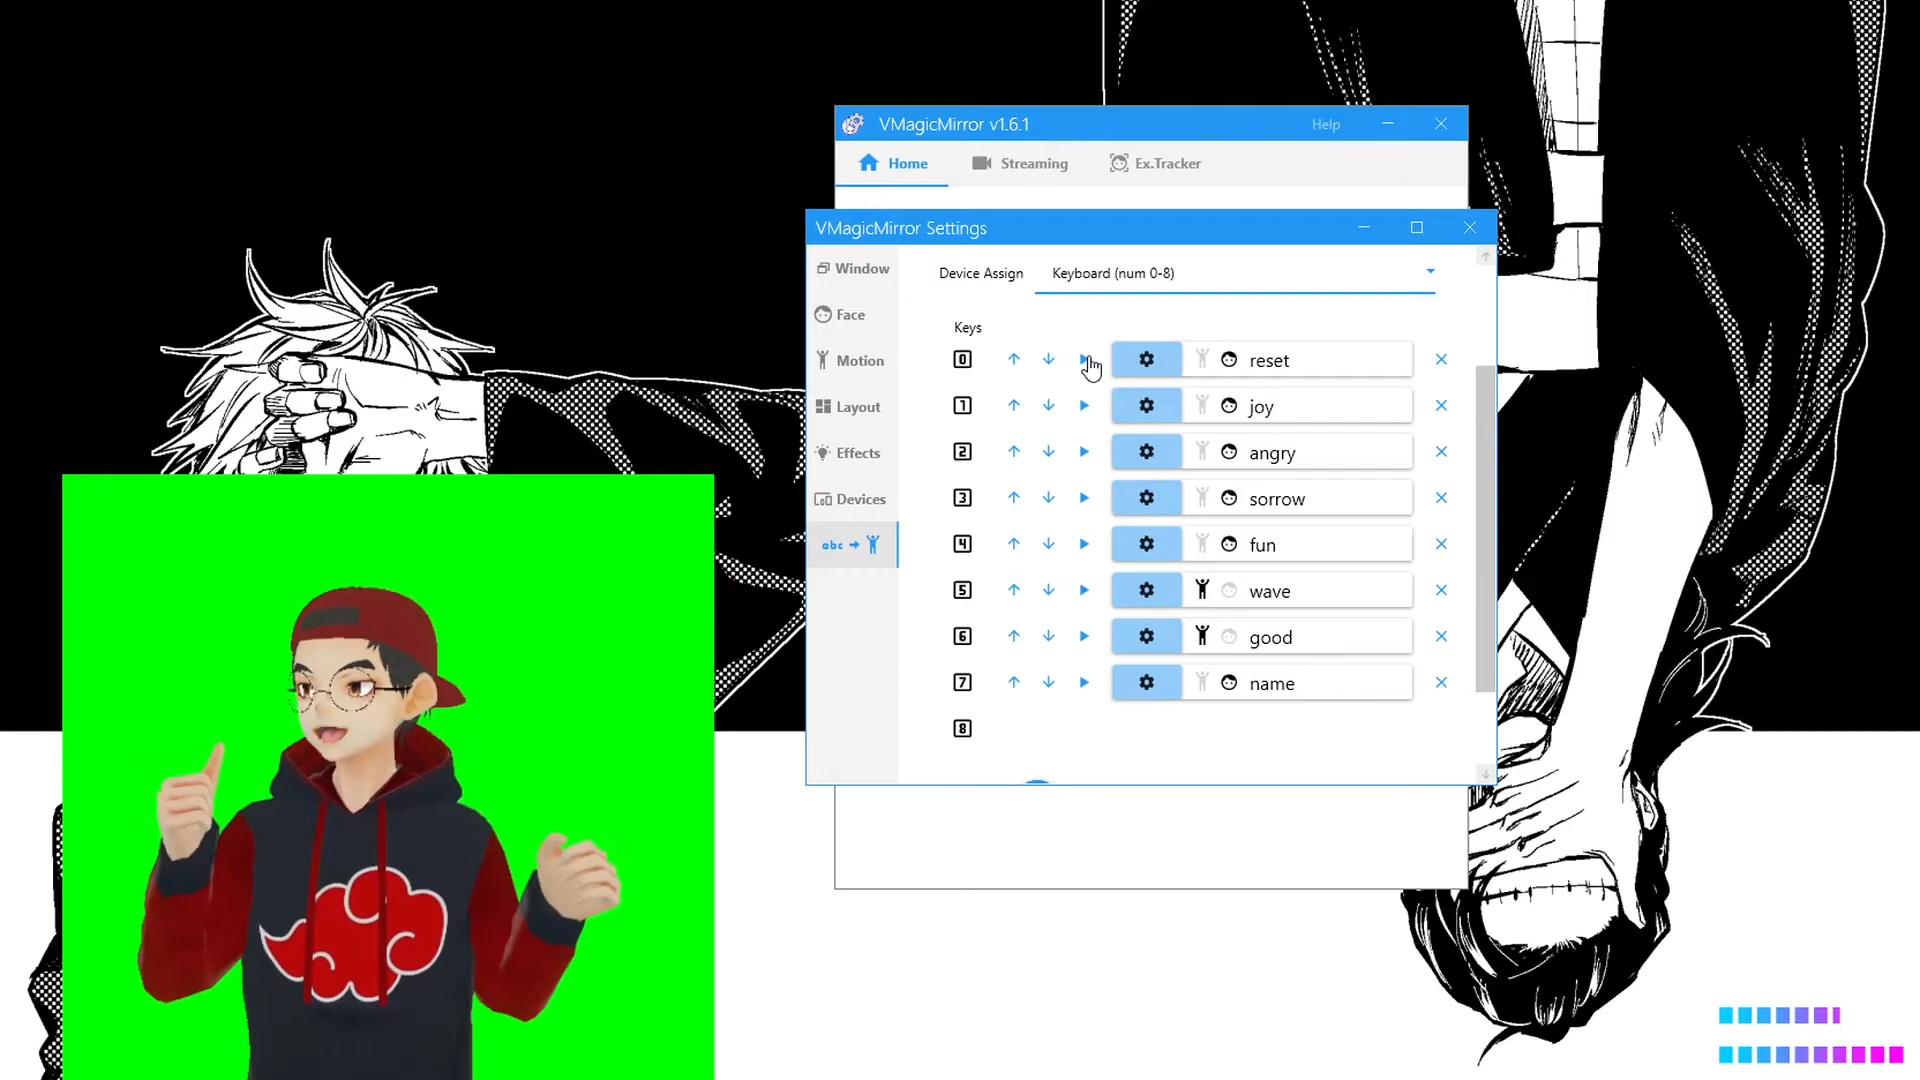 VMagicMirror v1.6.1 Help
Home Streaming Ex.Tracker
VMagicMirror Settings
Window
Face
Motion
Layout
Effects
Devices
abc
Device Assign Keyboard (num 0-8)
Keys
0 reset
1 joy
2 angry
3 sorrow
4 fun
5 wave
6 good
7 name
8